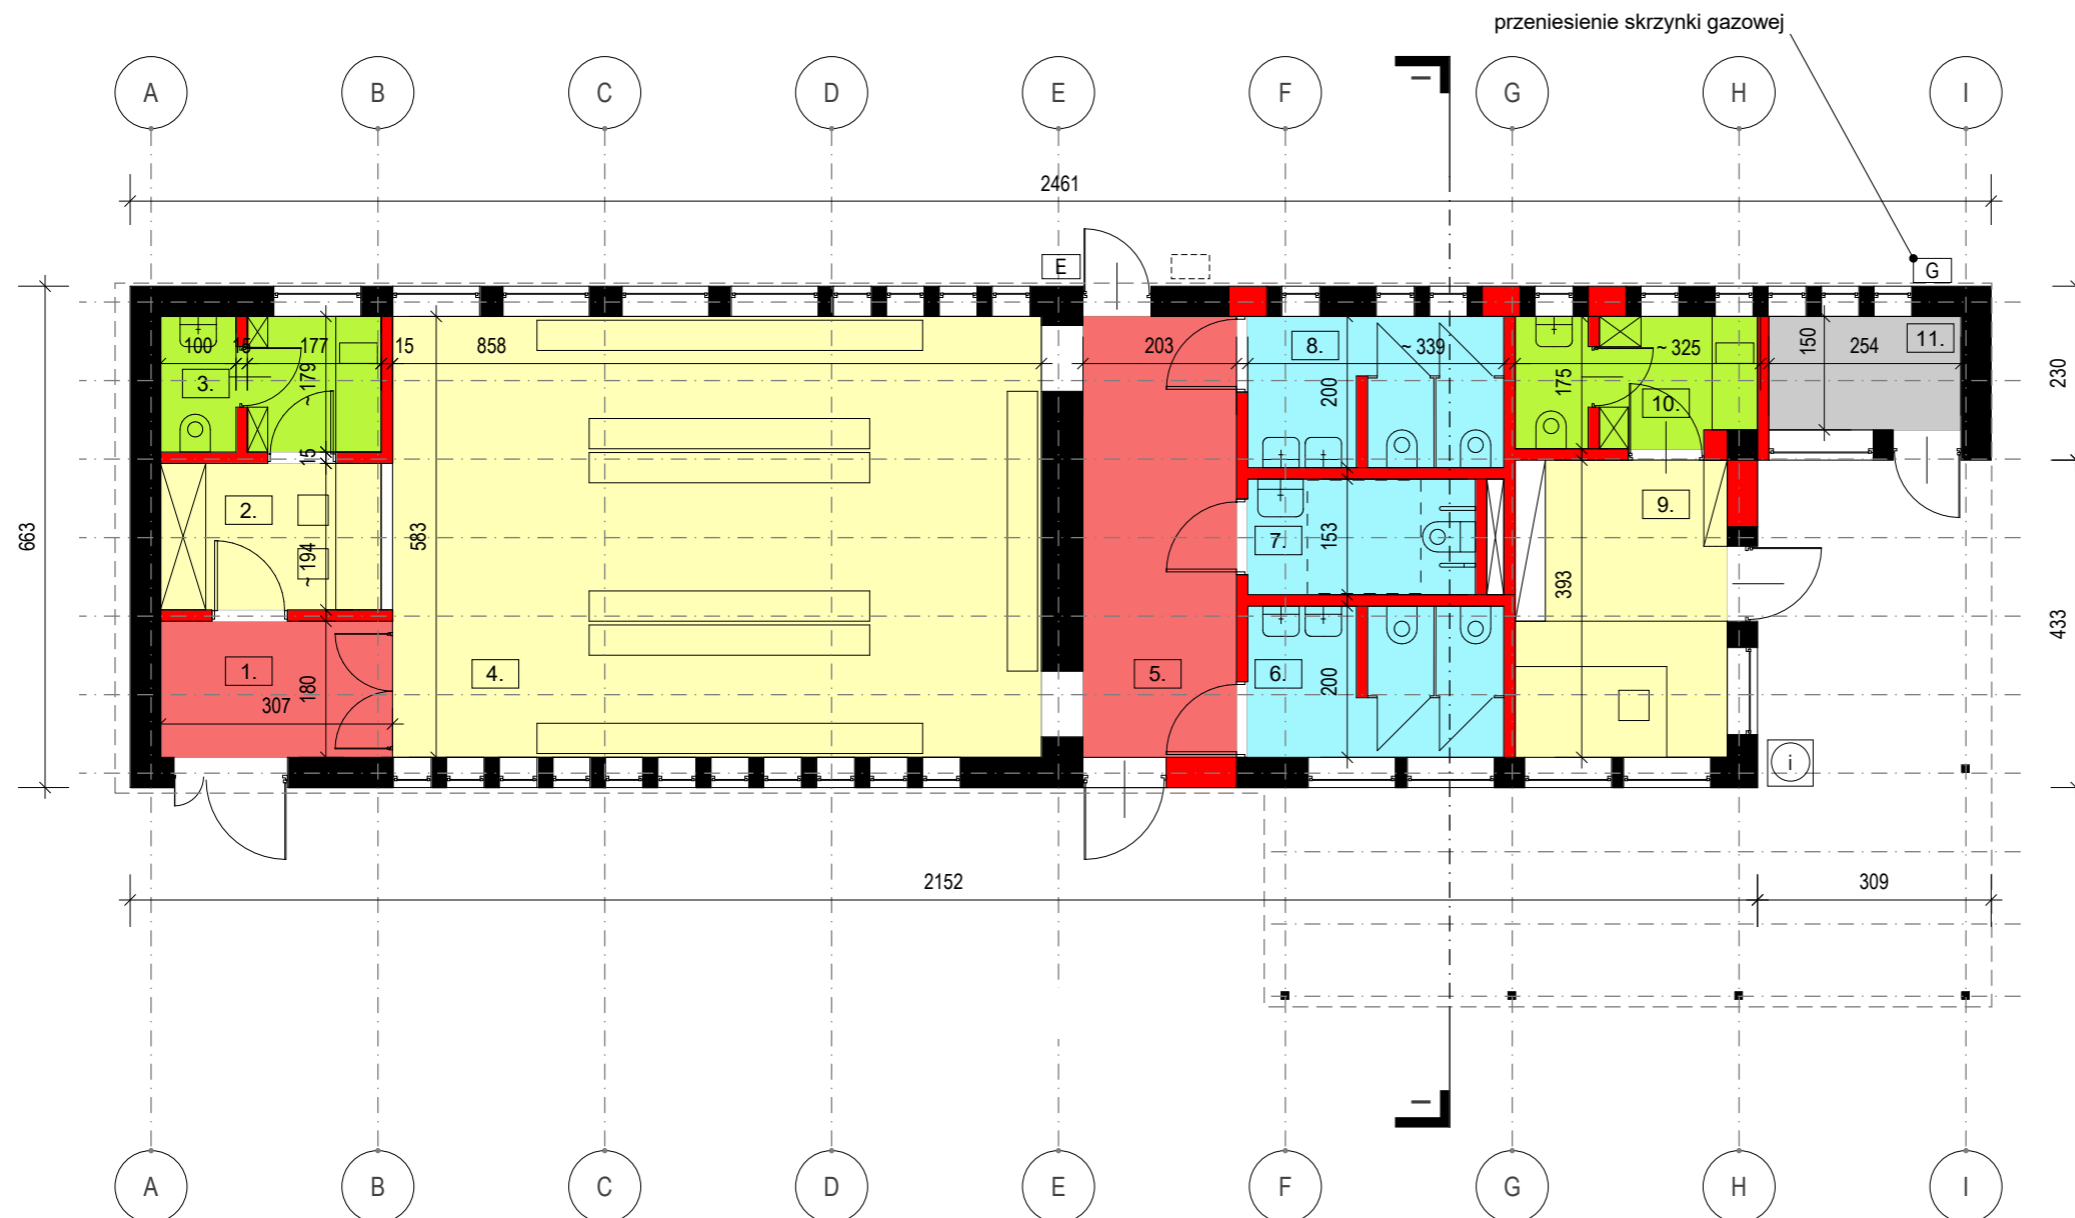 przeniesienie skrzynki gazowej
A B C D E F G H I
2461
E
G
100 15 177 15 858 203 8. ~339 ~325 150 254 11.
3. ~179 200 175 10. 230
15
2. 9.
663 ~194 583 7. 153 393 433
1. 180 4. 5. 6. 200
307
i
2152 309
A B C D E F G H I